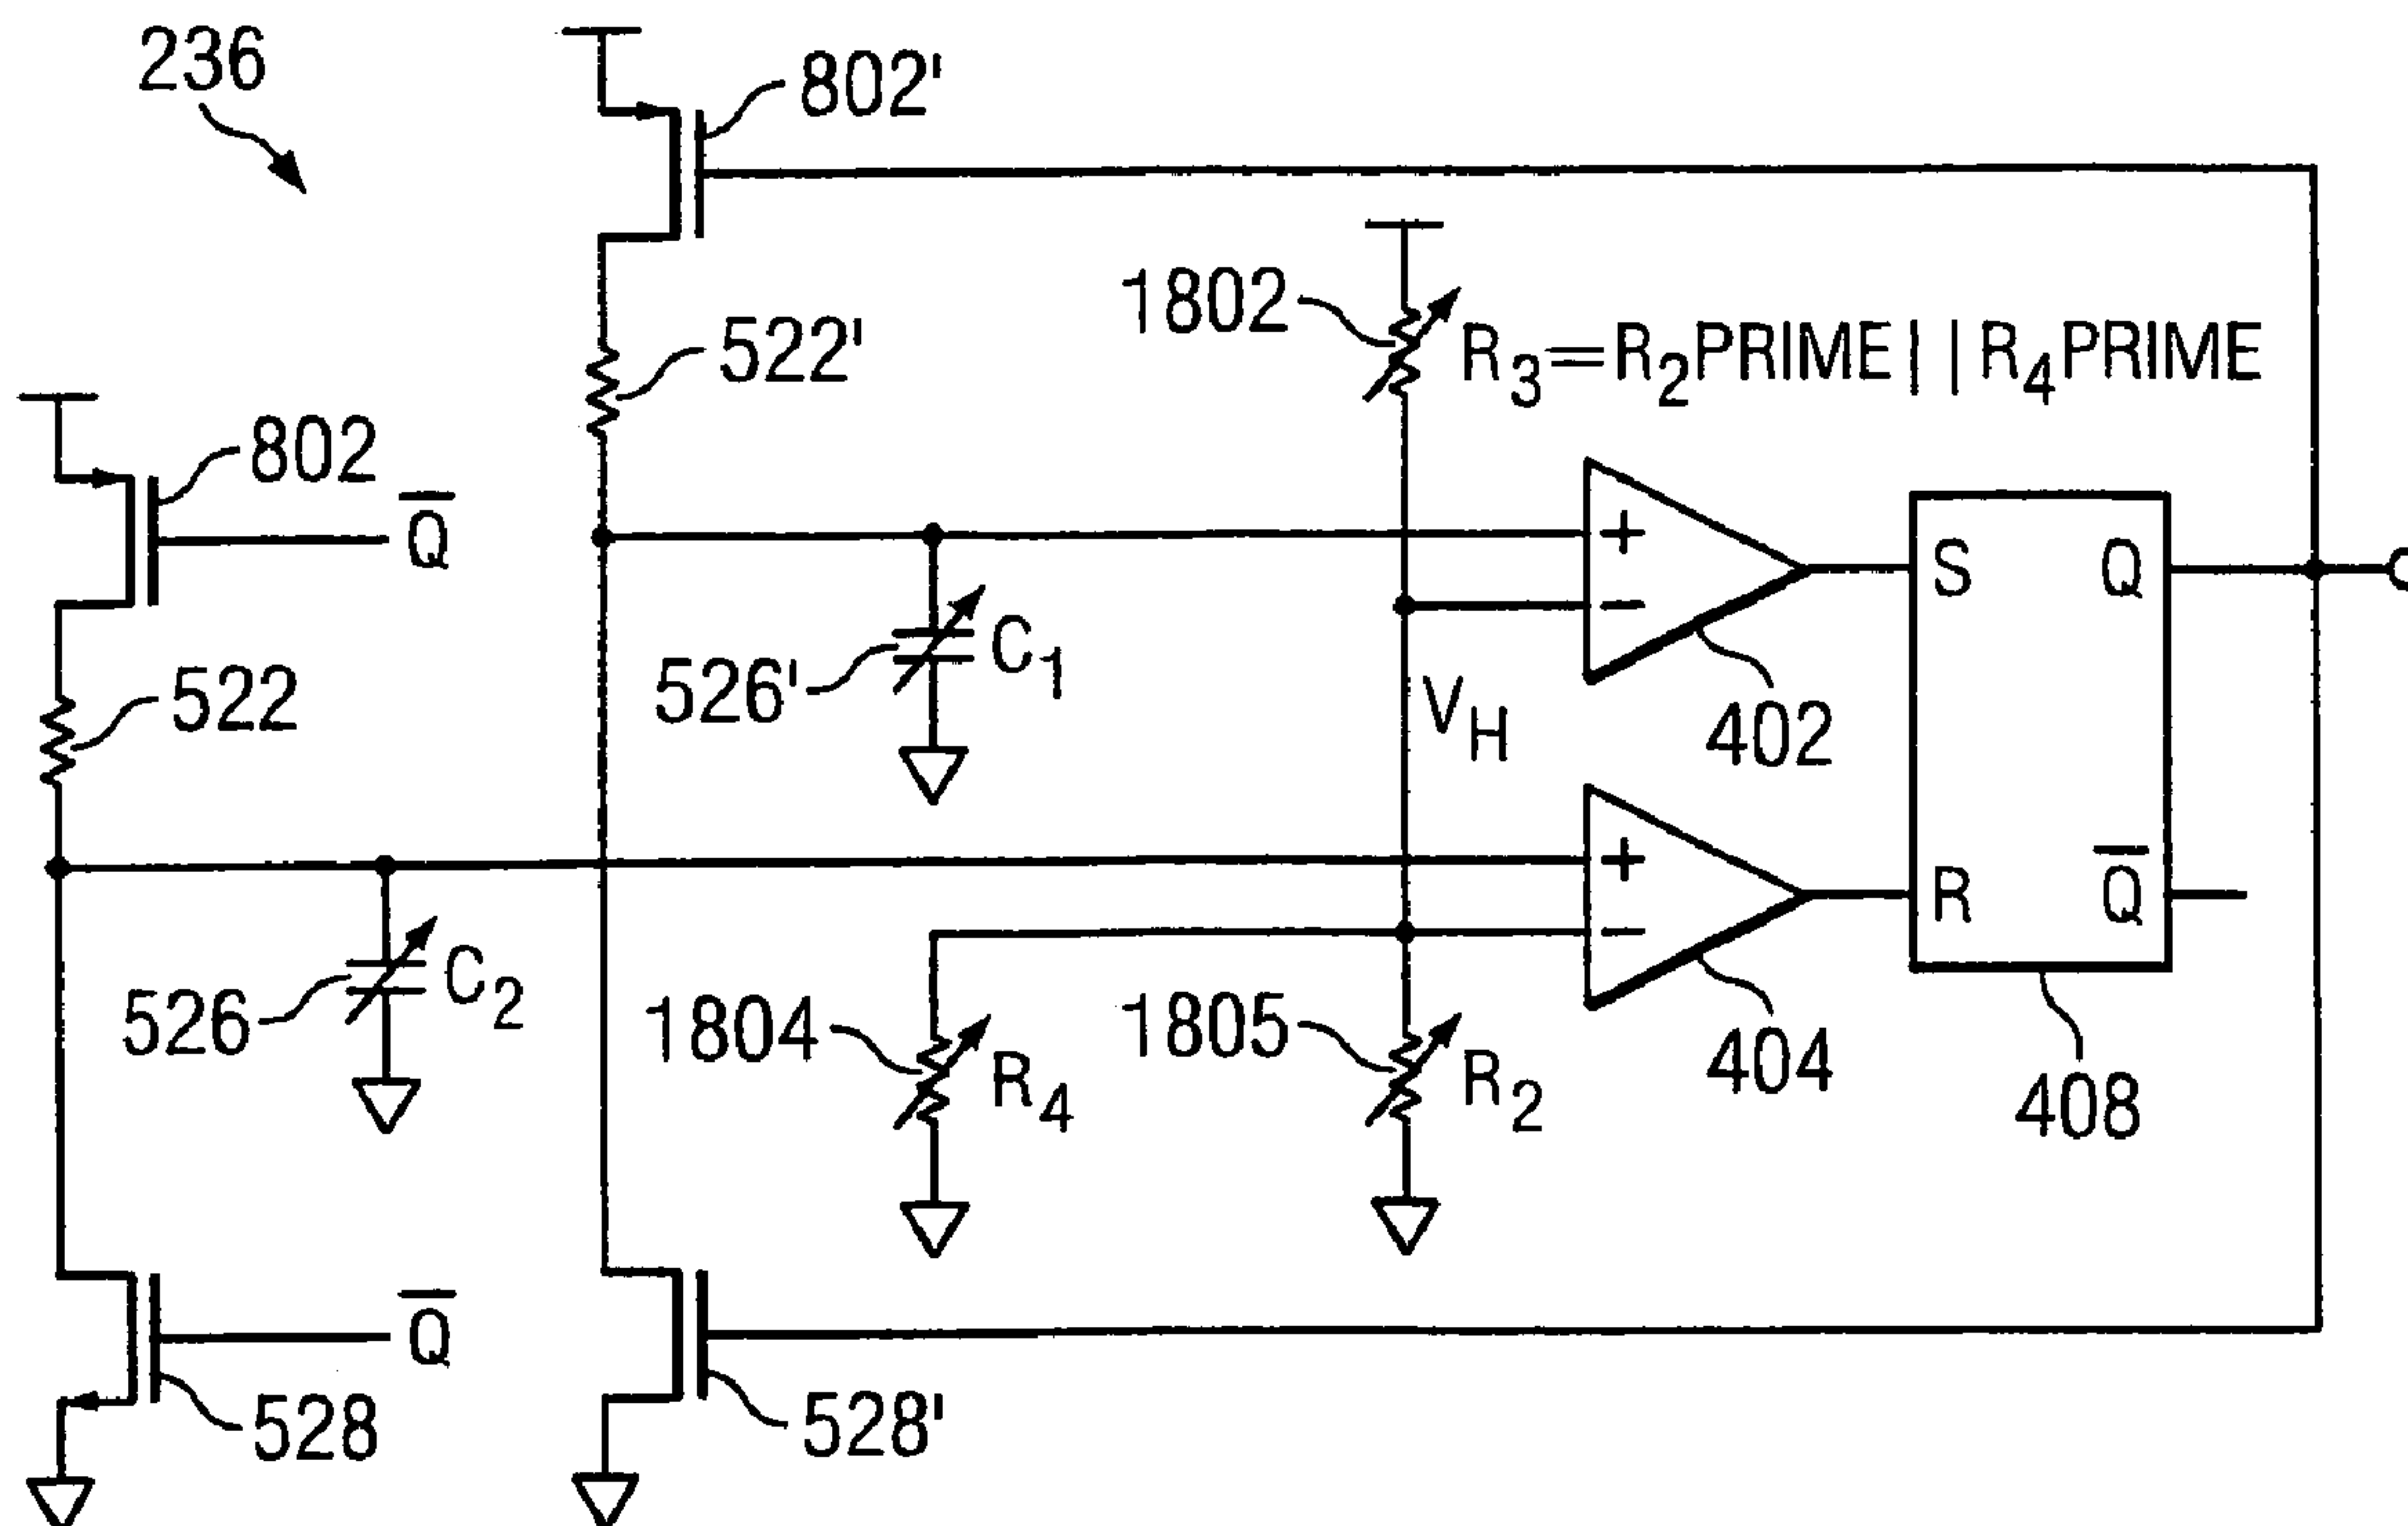 236
802'
1802
R3=R2PRIME||R4PRIME
522'
802
Q̅
S
Q
522
526'
C1
VH
402
+
−
+
−
R
Q̅
526
C2
1804
R4
1805
R2
404
408
Q̅
528
528'